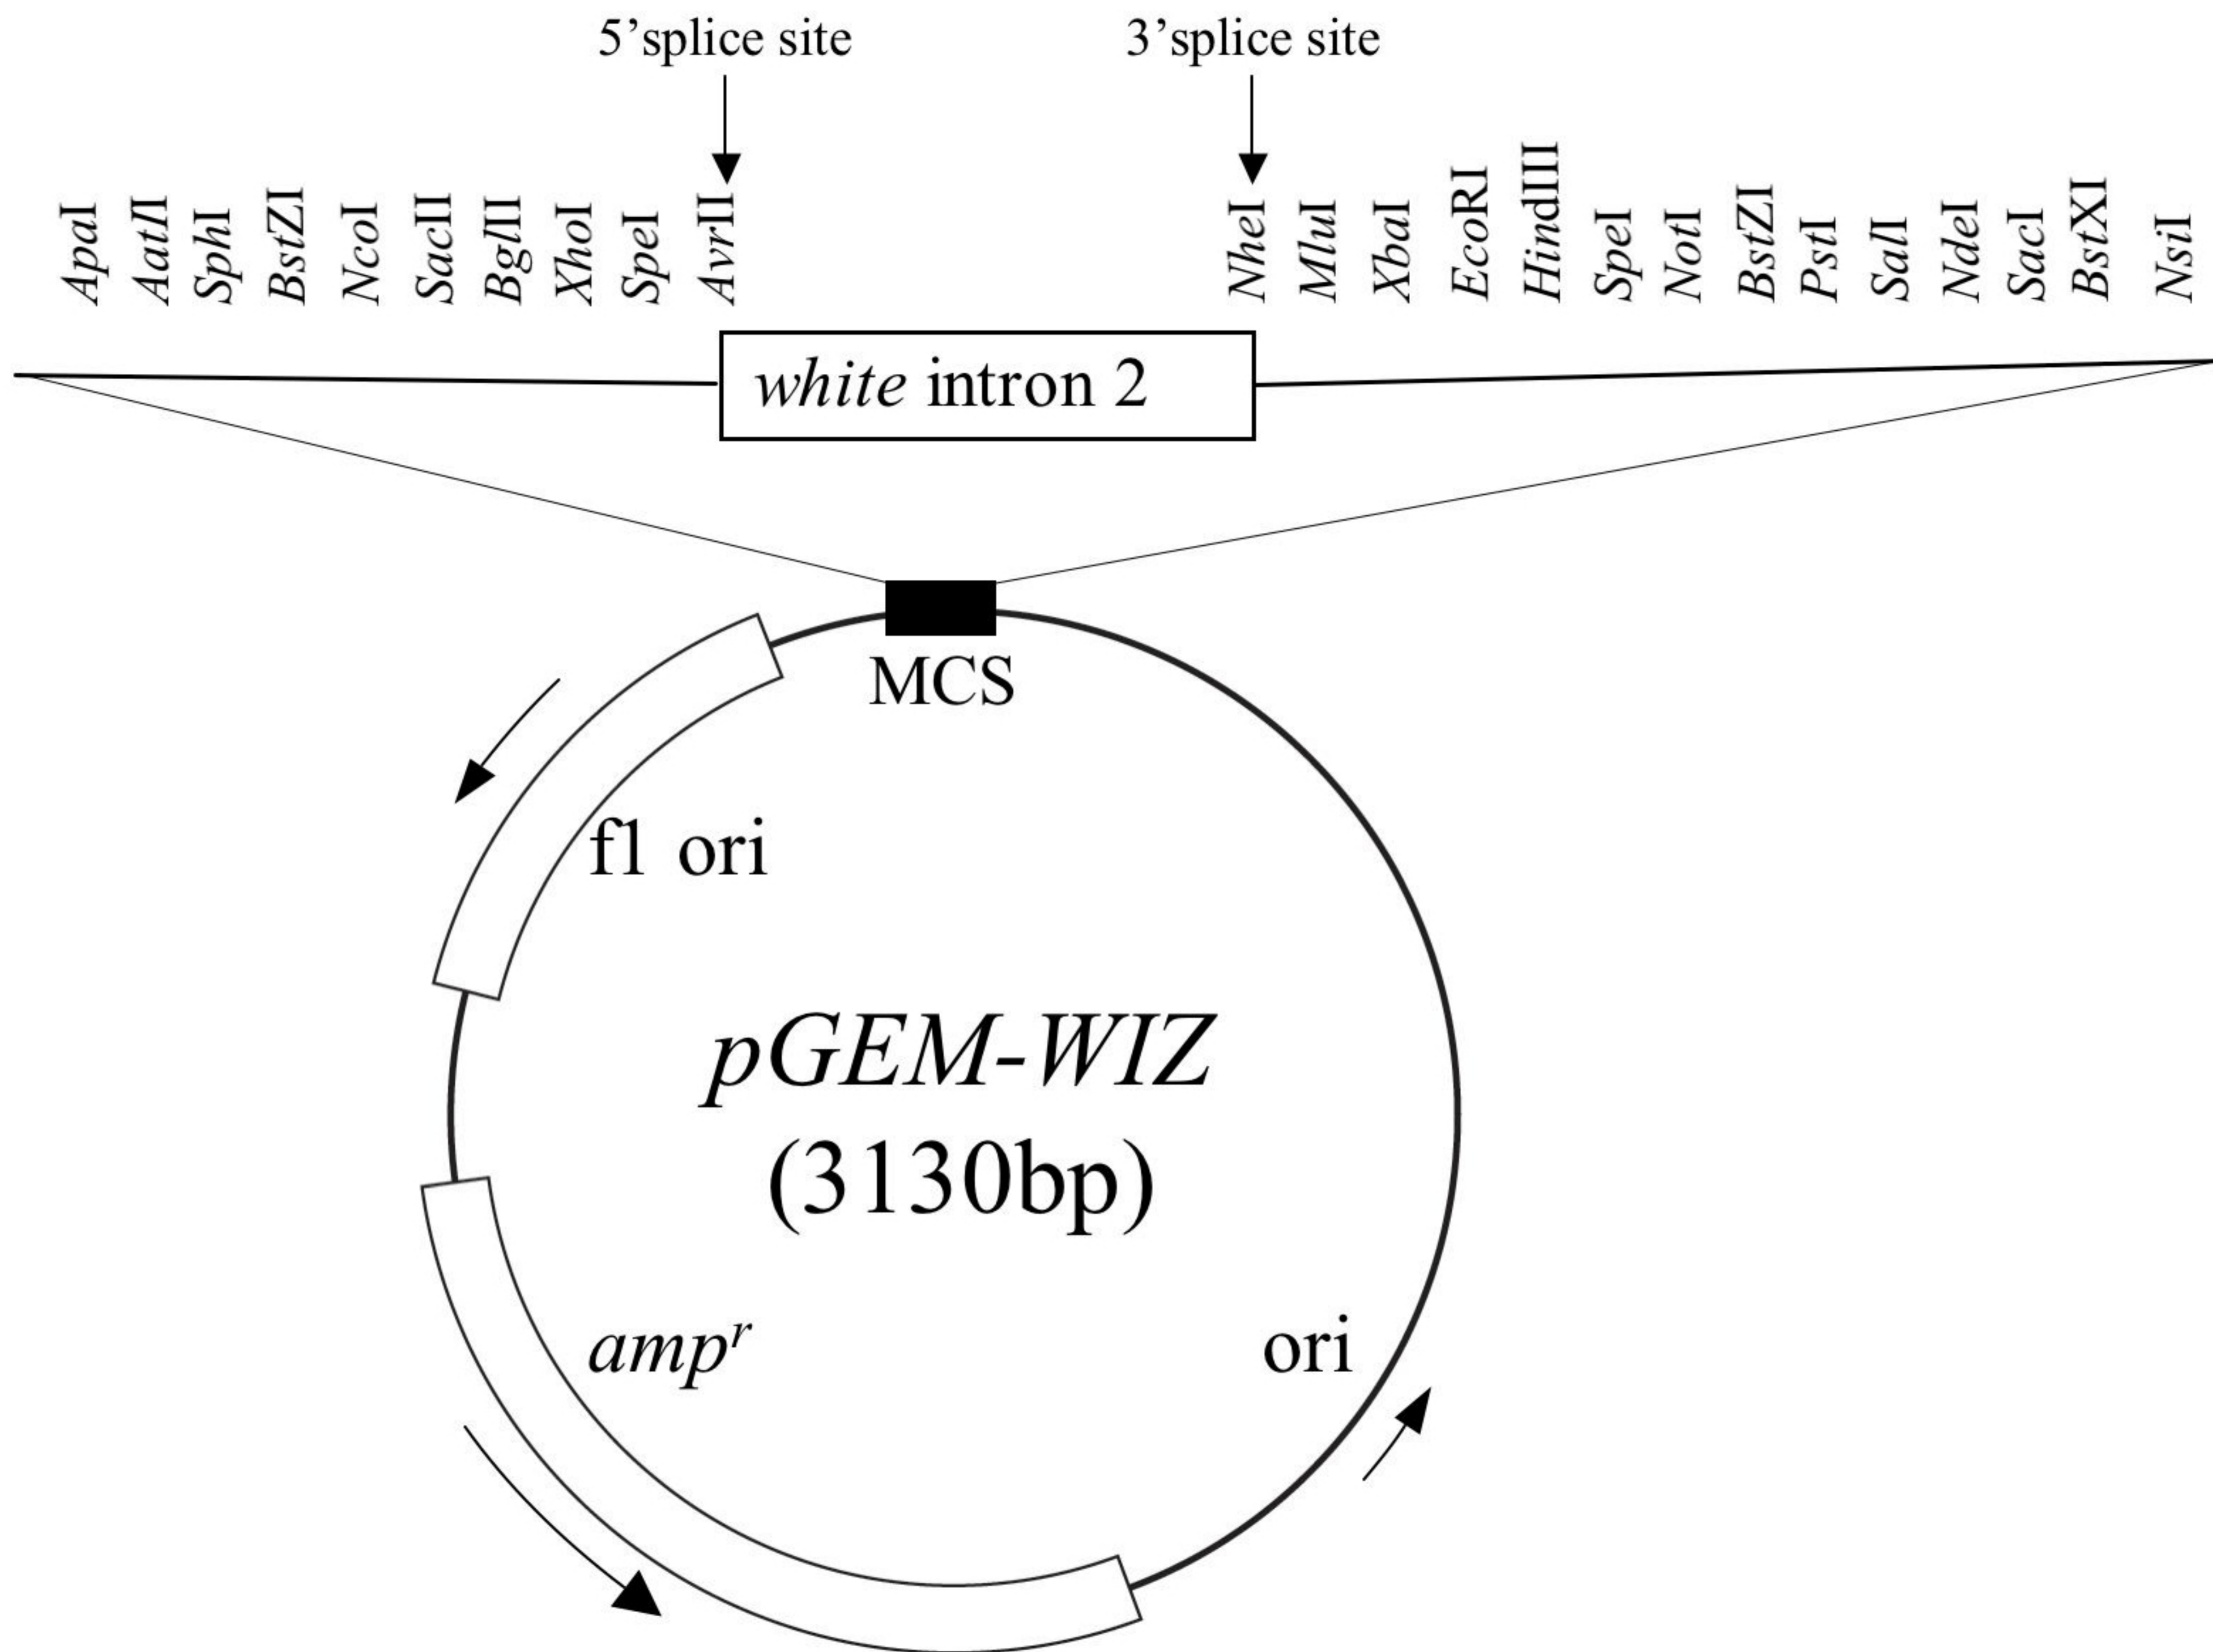 5’splice site
3’splice site
ApaI
AatII
SphI
BstZI
NcoI
SacII
BglII
XhoI
SpeI
AvrII
NheI
MluI
XbaI
EcoRI
HindIII
SpeI
NotI
BstZI
PstI
SalI
NdeI
SacI
BstXI
NsiI
white intron 2
MCS
f1 ori
pGEM-WIZ
(3130bp)
ampʳ
ori